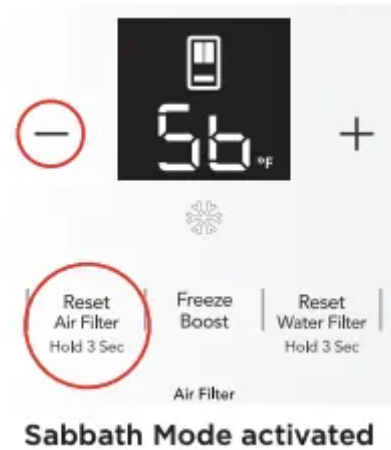 −
Sb °F
+
Reset
Air Filter
Hold 3 Sec
Freeze
Boost
Reset
Water Filter
Hold 3 Sec
Air Filter
Sabbath Mode activated